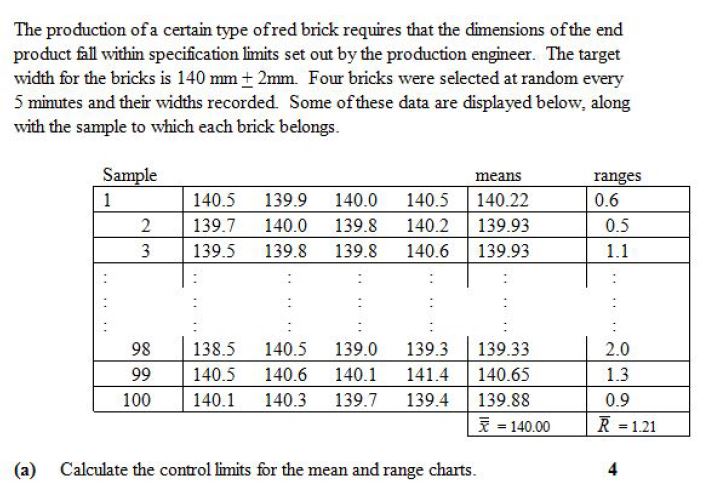 The production of a certain type of red brick requires that the dimensions of the end
product fall within specification limits set out by the production engineer. The target
width for the bricks is 140 mm ± 2mm. Four bricks were selected at random every
5 minutes and their widths recorded. Some of these data are displayed below, along
with the sample to which each brick belongs.
Sample means ranges
1 140.5 139.9 140.0 140.5 140.22 0.6
2 139.7 140.0 139.8 140.2 139.93 0.5
3 139.5 139.8 139.8 140.6 139.93 1.1
: : : : : : :
: : : : : : :
: : : : : : :
98 138.5 140.5 139.0 139.3 139.33 2.0
99 140.5 140.6 140.1 141.4 140.65 1.3
100 140.1 140.3 139.7 139.4 139.88 0.9
x̿ = 140.00 R̅ = 1.21
(a) Calculate the control limits for the mean and range charts. 4